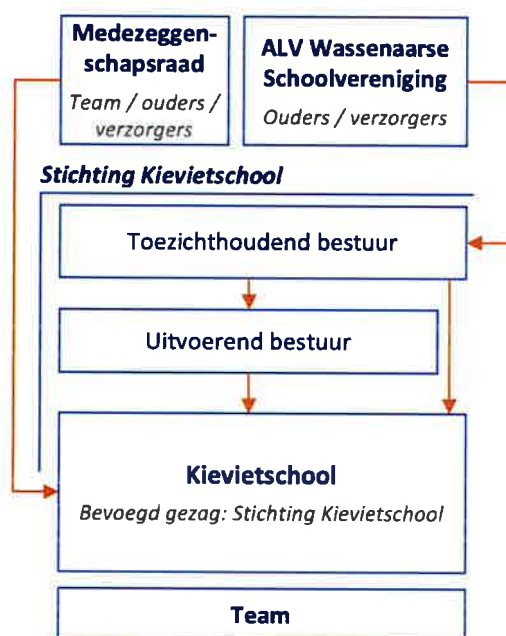 Medezeggen-
schapsraad
Team / ouders /
verzorgers
ALV Wassenaarse
Schoolvereniging
Ouders / verzorgers
Stichting Kievietschool
Toezichthoudend bestuur
Uitvoerend bestuur
Kievietschool
Bevoegd gezag: Stichting Kievietschool
Team